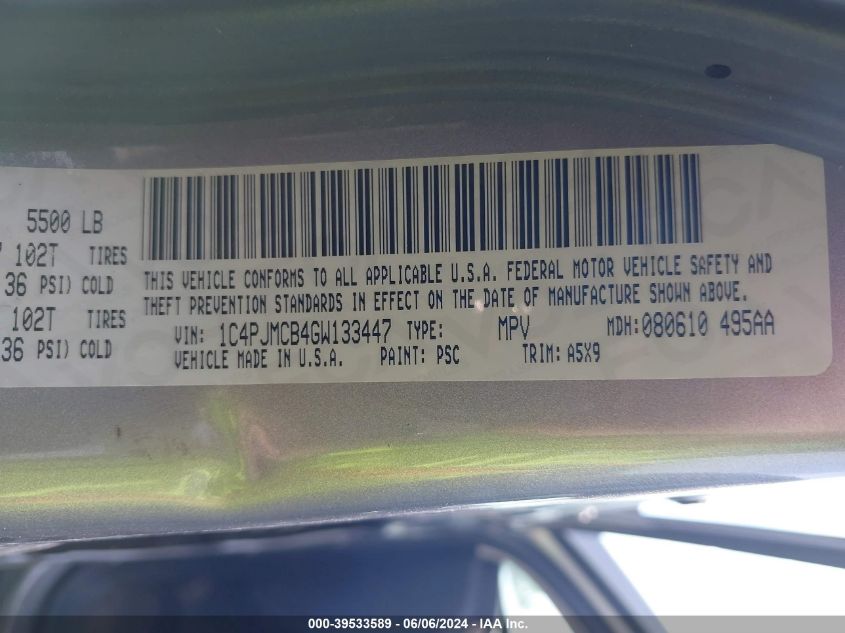 5500 LB
102T TIRES
36 PSI) COLD
102T TIRES
36 PSI) COLD
THIS VEHICLE CONFORMS TO ALL APPLICABLE U.S.A. FEDERAL MOTOR VEHICLE SAFETY AND
THEFT PREVENTION STANDARDS IN EFFECT ON THE DATE OF MANUFACTURE SHOWN ABOVE.
VIN: 1C4PJMCB4GW133447 TYPE: MPV MDH:080610 495AA
VEHICLE MADE IN U.S.A. PAINT: PSC TRIM: A5X9
000-39533589 - 06/06/2024 - IAA Inc.